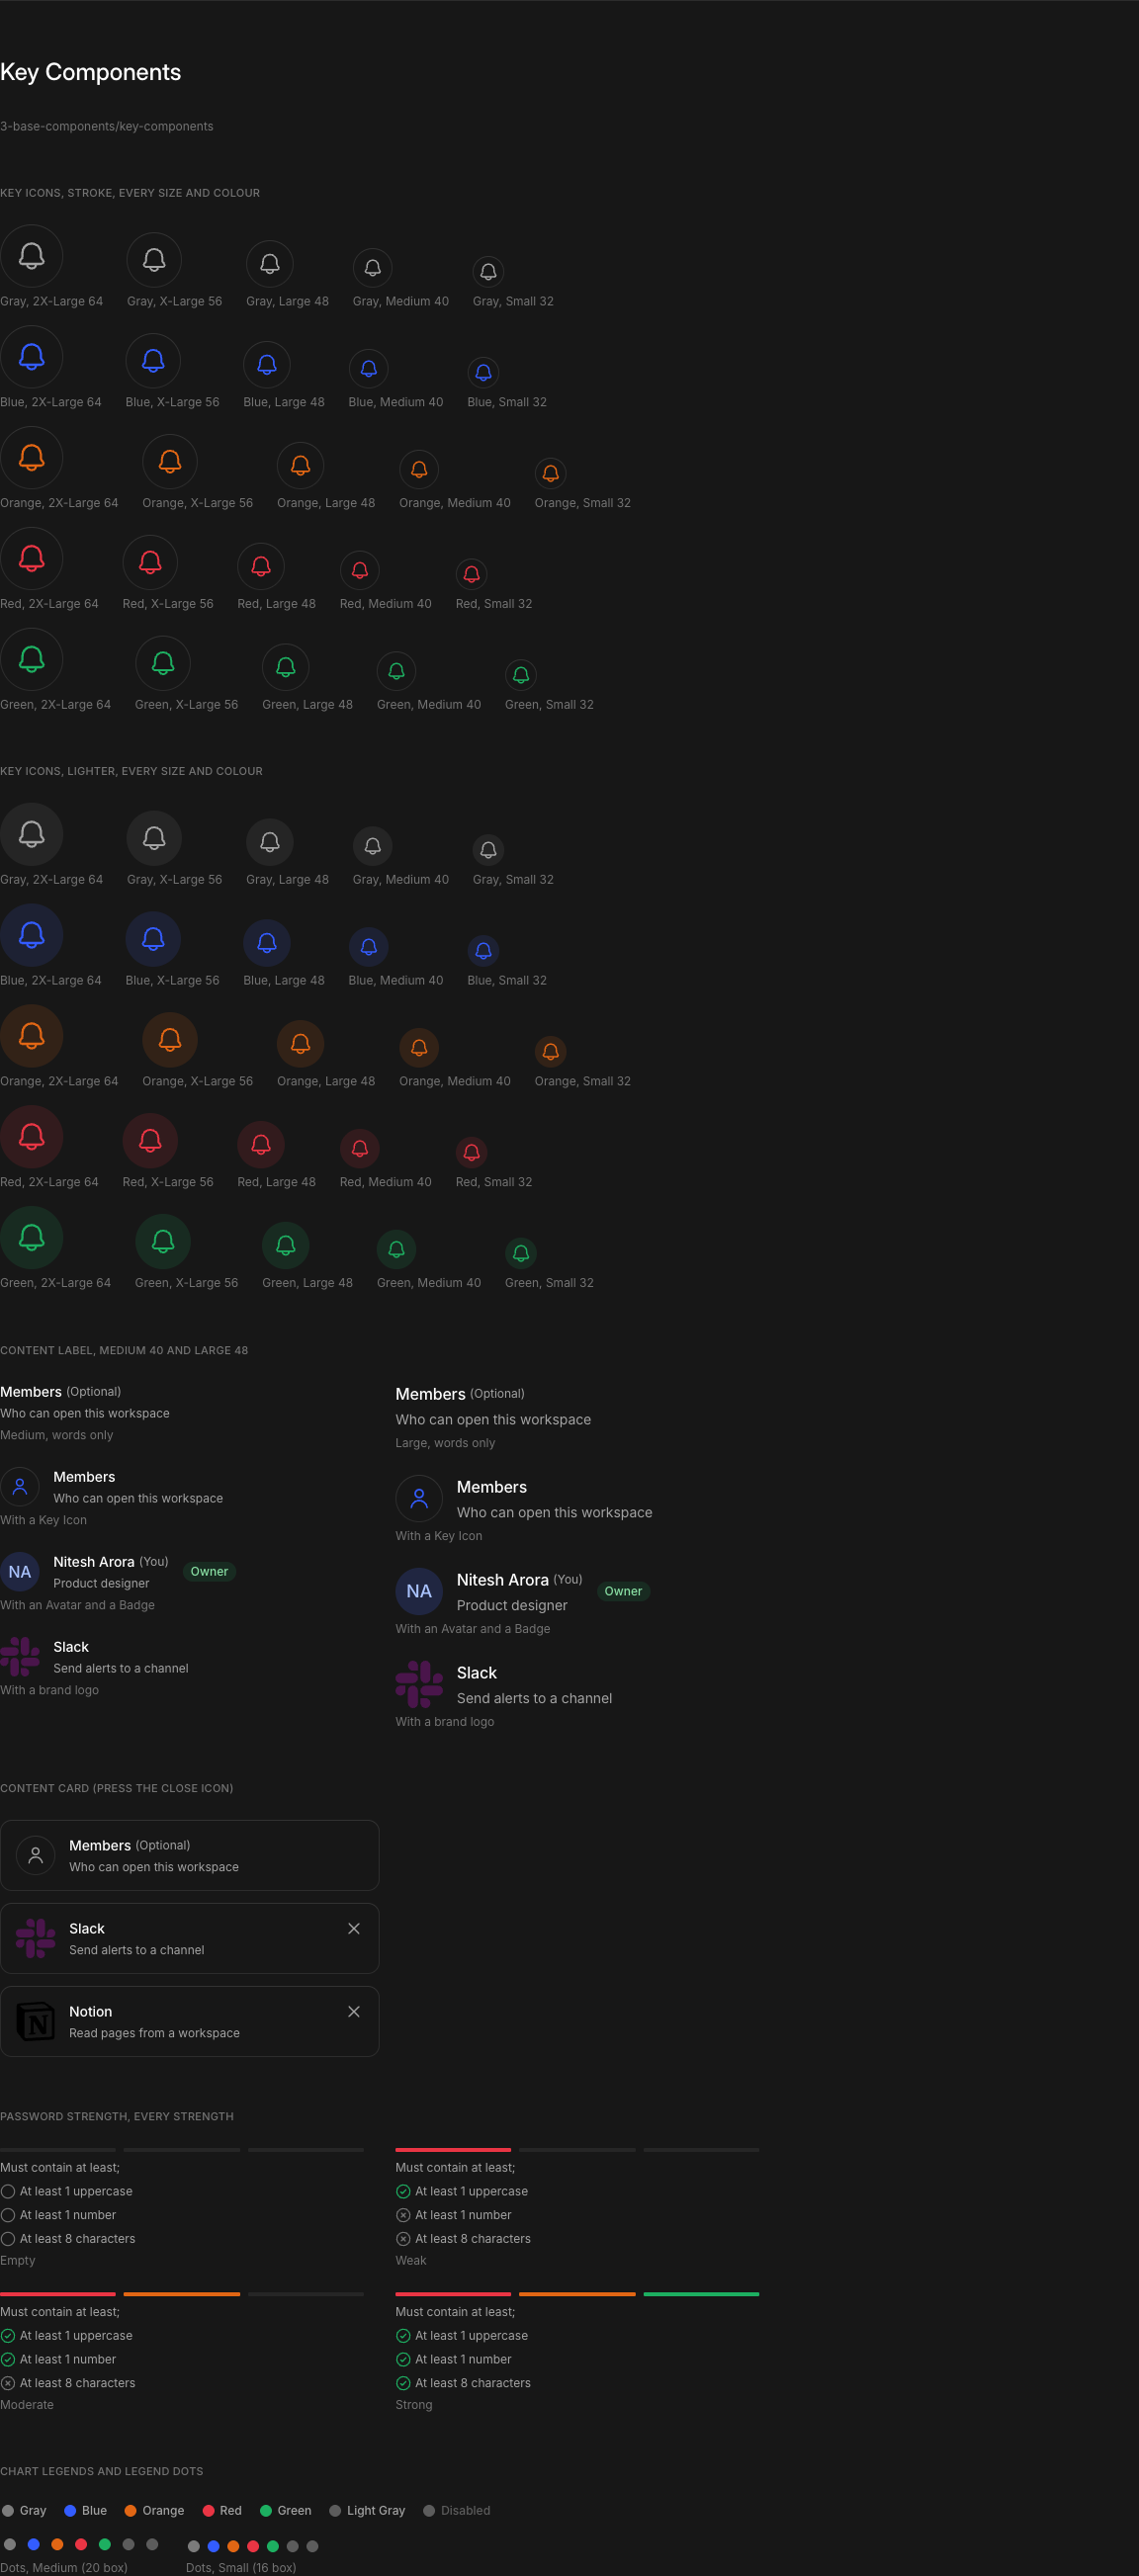 Key Components
3-base-components/key-components
KEY ICONS, STROKE, EVERY SIZE AND COLOUR
Gray, 2X-Large 64 Gray, X-Large 56 Gray, Large 48 Gray, Medium 40 Gray, Small 32
Blue, 2X-Large 64 Blue, X-Large 56 Blue, Large 48 Blue, Medium 40 Blue, Small 32
Orange, 2X-Large 64 Orange, X-Large 56 Orange, Large 48 Orange, Medium 40 Orange, Small 32
Red, 2X-Large 64 Red, X-Large 56 Red, Large 48 Red, Medium 40 Red, Small 32
Green, 2X-Large 64 Green, X-Large 56 Green, Large 48 Green, Medium 40 Green, Small 32
KEY ICONS, LIGHTER, EVERY SIZE AND COLOUR
Gray, 2X-Large 64 Gray, X-Large 56 Gray, Large 48 Gray, Medium 40 Gray, Small 32
Blue, 2X-Large 64 Blue, X-Large 56 Blue, Large 48 Blue, Medium 40 Blue, Small 32
Orange, 2X-Large 64 Orange, X-Large 56 Orange, Large 48 Orange, Medium 40 Orange, Small 32
Red, 2X-Large 64 Red, X-Large 56 Red, Large 48 Red, Medium 40 Red, Small 32
Green, 2X-Large 64 Green, X-Large 56 Green, Large 48 Green, Medium 40 Green, Small 32
CONTENT LABEL, MEDIUM 40 AND LARGE 48
Members (Optional)
Who can open this workspace
Medium, words only
Members
Who can open this workspace
With a Key Icon
NA
Nitesh Arora (You)
Product designer
Owner
With an Avatar and a Badge
Slack
Send alerts to a channel
With a brand logo
Members (Optional)
Who can open this workspace
Large, words only
Members
Who can open this workspace
With a Key Icon
NA
Nitesh Arora (You)
Product designer
Owner
With an Avatar and a Badge
Slack
Send alerts to a channel
With a brand logo
CONTENT CARD (PRESS THE CLOSE ICON)
Members (Optional)
Who can open this workspace
Slack
Send alerts to a channel
N
Notion
Read pages from a workspace
PASSWORD STRENGTH, EVERY STRENGTH
Must contain at least;
At least 1 uppercase
At least 1 number
At least 8 characters
Empty
Must contain at least;
At least 1 uppercase
At least 1 number
At least 8 characters
Weak
Must contain at least;
At least 1 uppercase
At least 1 number
At least 8 characters
Moderate
Must contain at least;
At least 1 uppercase
At least 1 number
At least 8 characters
Strong
CHART LEGENDS AND LEGEND DOTS
Gray Blue Orange Red Green Light Gray Disabled
Dots, Medium (20 box) Dots, Small (16 box)